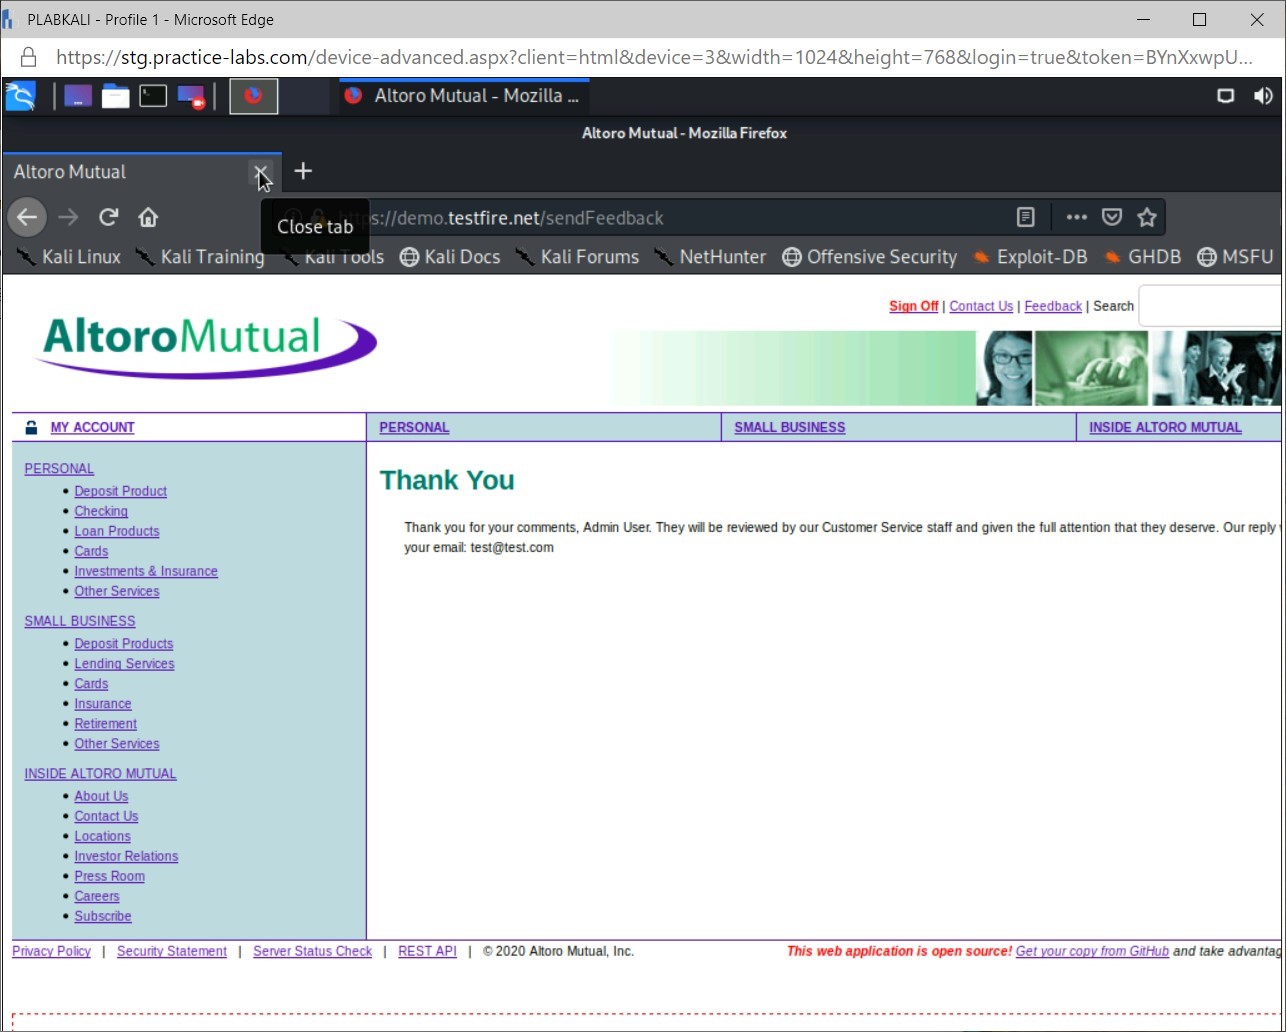 PLABKALI - Profile 1 - Microsoft Edge
https://stg.practice-labs.com/device-advanced.aspx?client=html&device=3&width=1024&height=768&login=true&token=BYnXxwpU...
Altoro Mutual - Mozilla ...
Altoro Mutual - Mozilla Firefox
Altoro Mutual
Close tab
https://demo.testfire.net/sendFeedback
Kali Linux Kali Training Kali Tools Kali Docs Kali Forums NetHunter Offensive Security Exploit-DB GHDB MSFU
Sign Off | Contact Us | Feedback | Search
AltoroMutual
MY ACCOUNT PERSONAL SMALL BUSINESS INSIDE ALTORO MUTUAL
PERSONAL
• Deposit Product
• Checking
• Loan Products
• Cards
• Investments & Insurance
• Other Services
SMALL BUSINESS
• Deposit Products
• Lending Services
• Cards
• Insurance
• Retirement
• Other Services
INSIDE ALTORO MUTUAL
• About Us
• Contact Us
• Locations
• Investor Relations
• Press Room
• Careers
• Subscribe
Thank You
Thank you for your comments, Admin User. They will be reviewed by our Customer Service staff and given the full attention that they deserve. Our reply
your email: test@test.com
Privacy Policy | Security Statement | Server Status Check | REST API | © 2020 Altoro Mutual, Inc.
This web application is open source! Get your copy from GitHub and take advantag